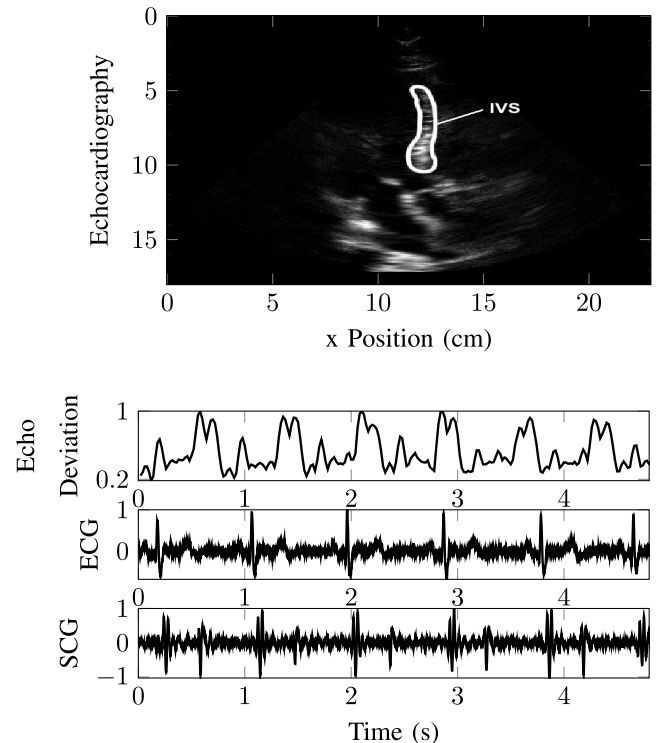 0
5
10
15
Echocardiography
IVS
0 5 10 15 20
x Position (cm)
Echo
Deviation
1
0.2
0 1 2 3 4
ECG
1
0
0 1 2 3 4
SCG
1
0
−1
0 1 2 3 4
Time (s)